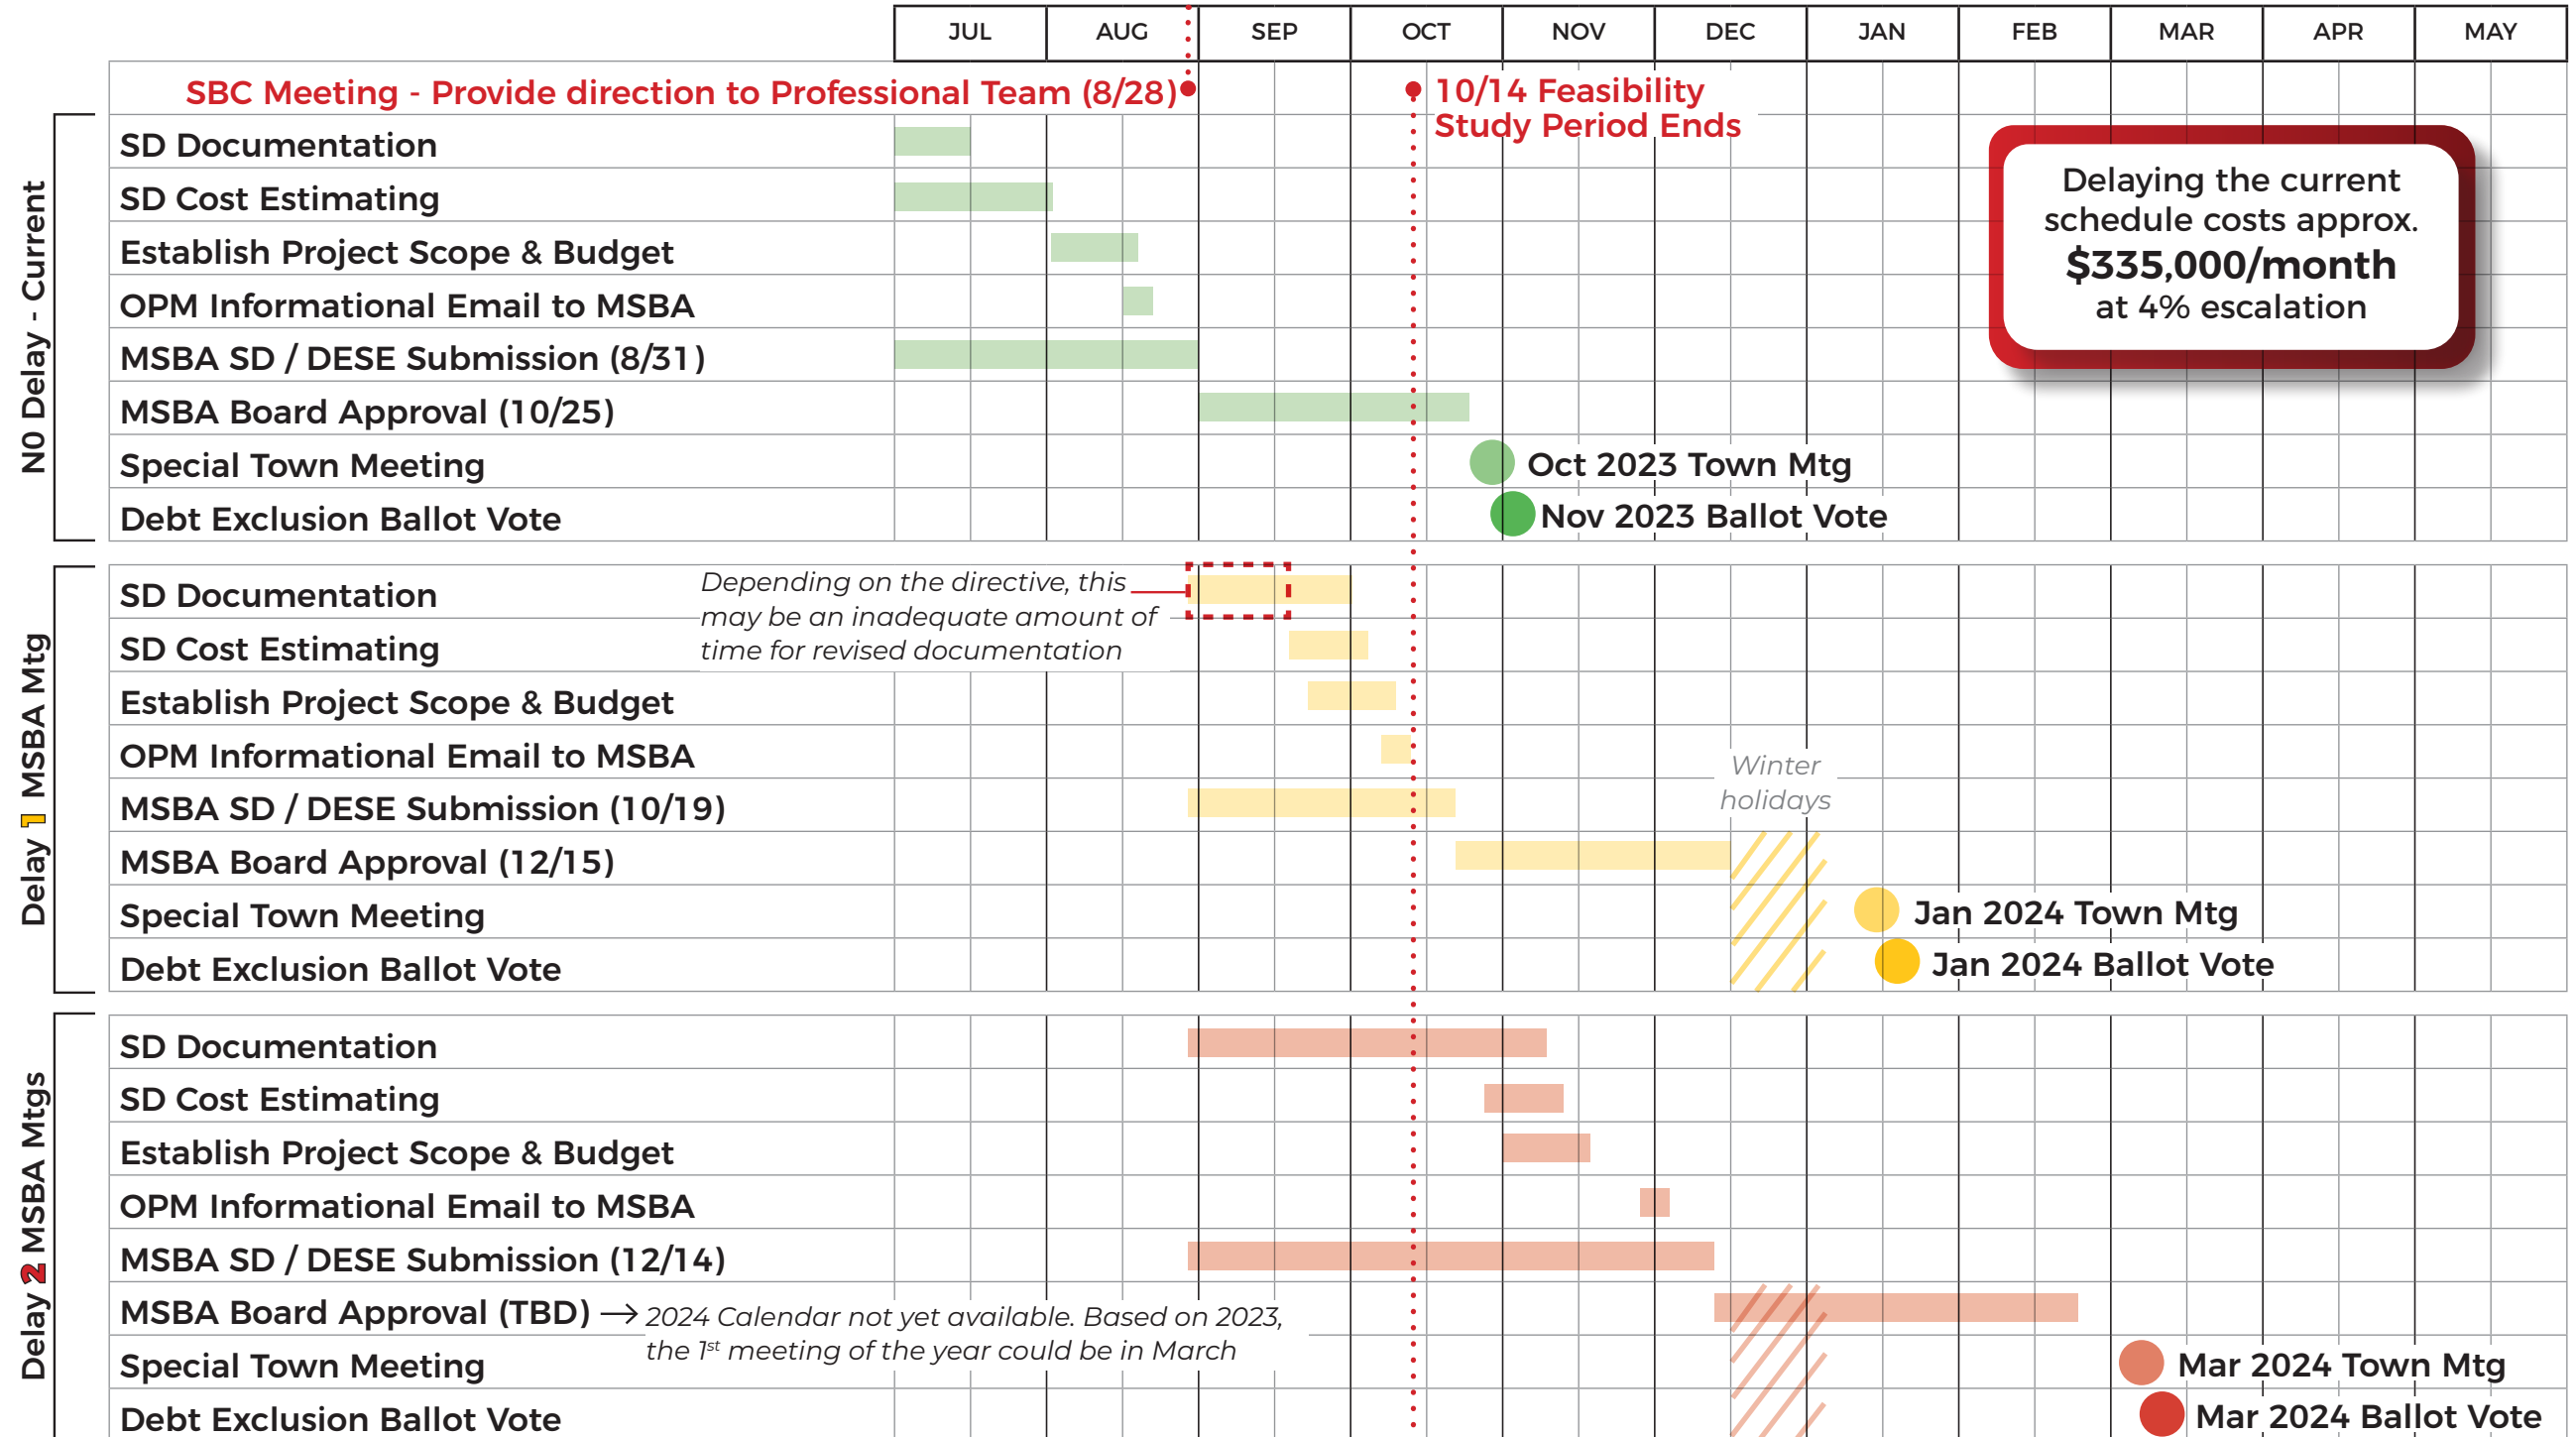 JUL AUG SEP OCT NOV DEC JAN FEB MAR APR MAY
SBC Meeting - Provide direction to Professional Team (8/28)
10/14 Feasibility
Study Period Ends
Delaying the current
schedule costs approx.
$335,000/month
at 4% escalation
N0 Delay - Current
SD Documentation
SD Cost Estimating
Establish Project Scope & Budget
OPM Informational Email to MSBA
MSBA SD / DESE Submission (8/31)
MSBA Board Approval (10/25)
Special Town Meeting
Oct 2023 Town Mtg
Debt Exclusion Ballot Vote
Nov 2023 Ballot Vote
Delay 1 MSBA Mtg
SD Documentation
Depending on the directive, this
may be an inadequate amount of
time for revised documentation
SD Cost Estimating
Establish Project Scope & Budget
OPM Informational Email to MSBA
Winter
holidays
MSBA SD / DESE Submission (10/19)
MSBA Board Approval (12/15)
Special Town Meeting
Jan 2024 Town Mtg
Debt Exclusion Ballot Vote
Jan 2024 Ballot Vote
Delay 2 MSBA Mtgs
SD Documentation
SD Cost Estimating
Establish Project Scope & Budget
OPM Informational Email to MSBA
MSBA SD / DESE Submission (12/14)
MSBA Board Approval (TBD) →
2024 Calendar not yet available. Based on 2023,
the 1st meeting of the year could be in March
Special Town Meeting
Mar 2024 Town Mtg
Debt Exclusion Ballot Vote
Mar 2024 Ballot Vote